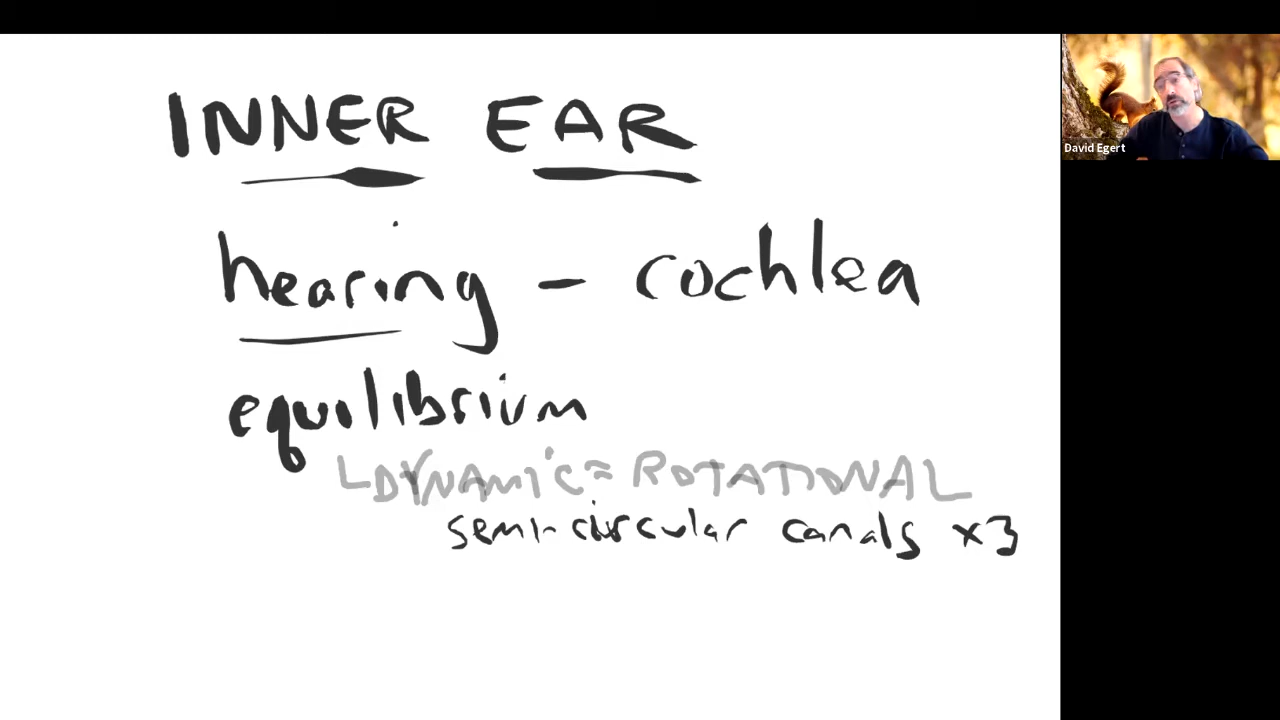 INNER EAR
David Egert
hearing - cochlea
equilibrium
DYNAMIC = ROTATIONAL
semi-circular canals x3